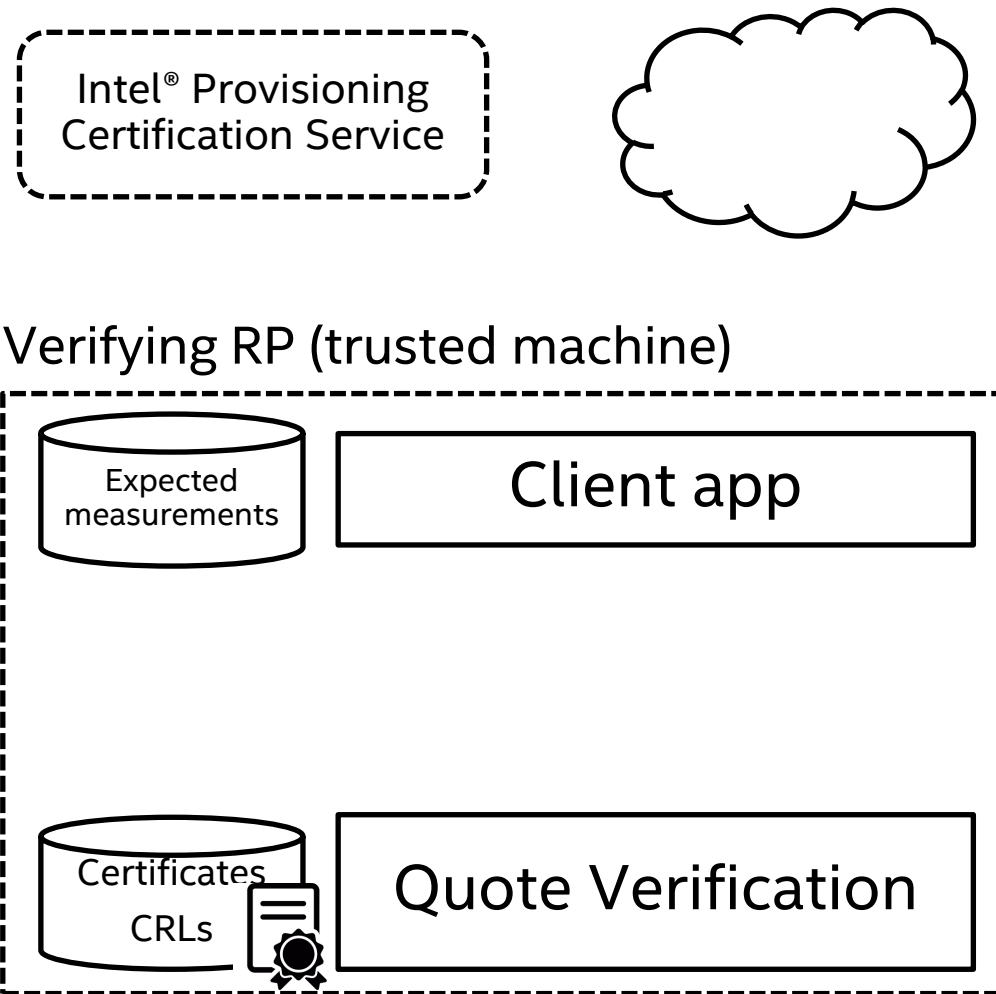 Intel® Provisioning
Certification Service
Verifying RP (trusted machine)
Expected
measurements
Client app
Certificates
CRLs
Quote Verification